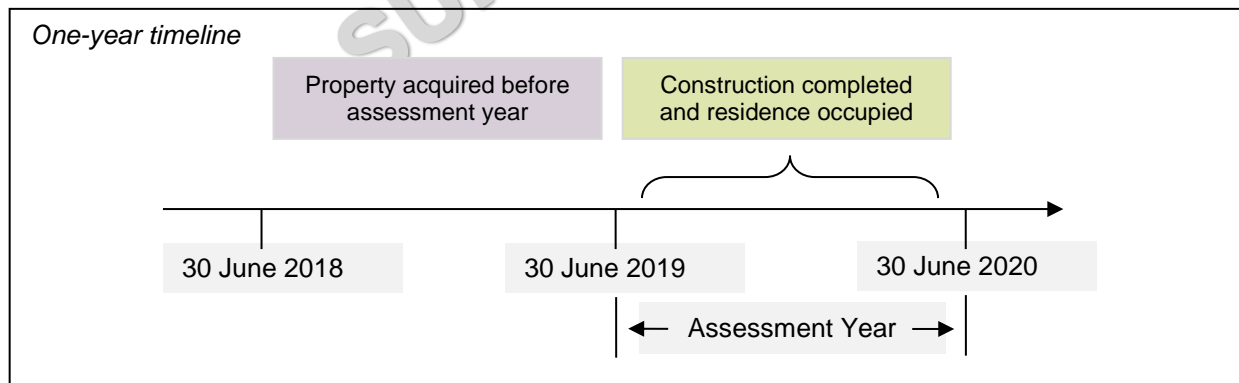 One-year timeline
Property acquired before
assessment year
Construction completed
and residence occupied
30 June 2018
30 June 2019
30 June 2020
Assessment Year